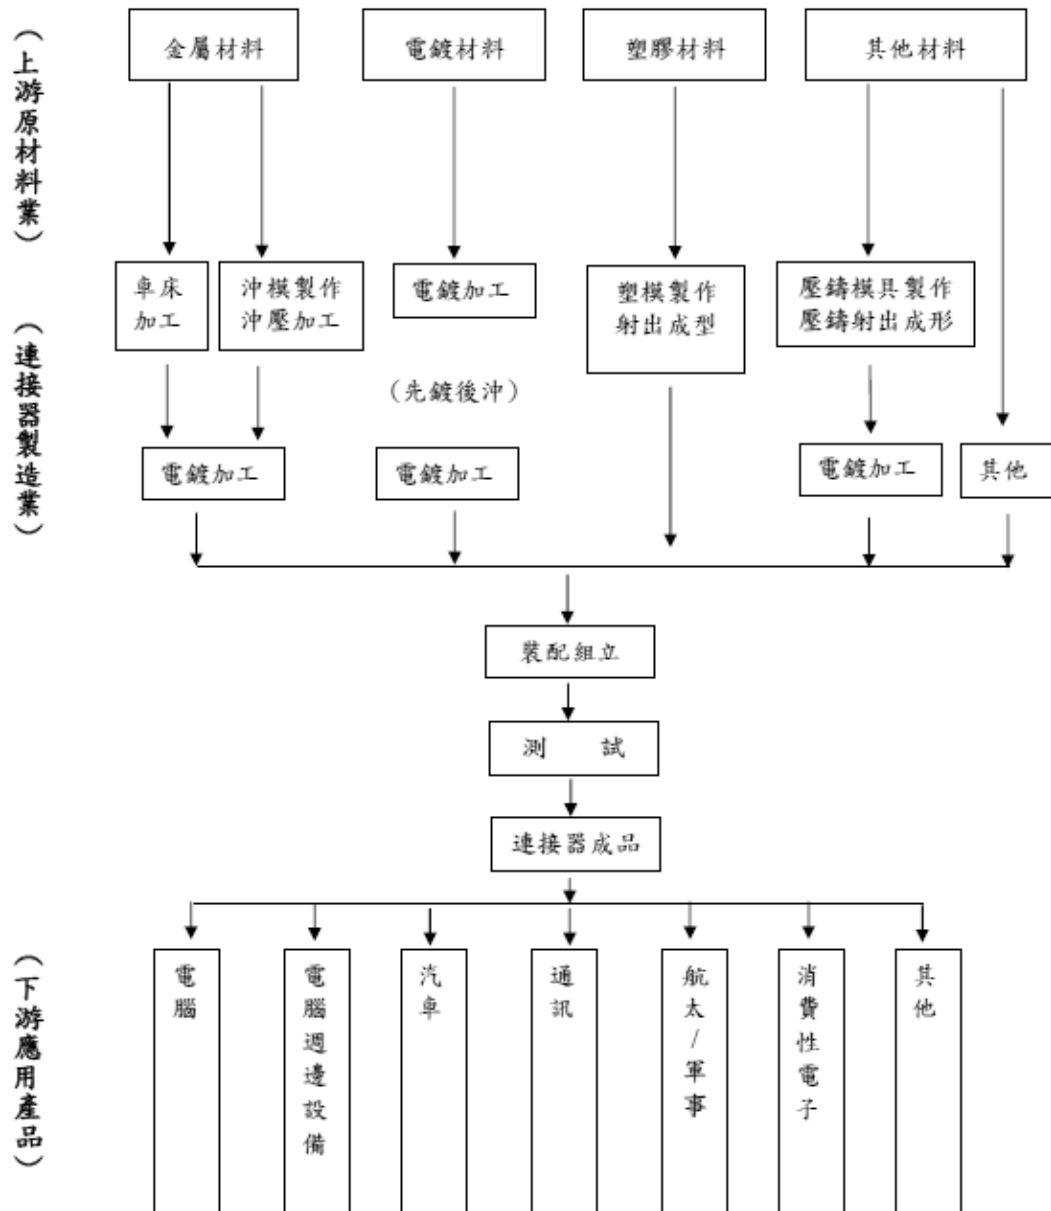 （上游原材料業）
金屬材料
電鍍材料
塑膠材料
其他材料
車床
加工
沖模製作
沖壓加工
電鍍加工
塑模製作
射出成型
壓鑄模具製作
壓鑄射出成形
（連接器製造業）
（先鍍後沖）
電鍍加工
電鍍加工
電鍍加工
其他
裝配組立
測試
連接器成品
（下游應用產品）
電腦
電腦週邊設備
汽車
通訊
航太/軍事
消費性電子
其他